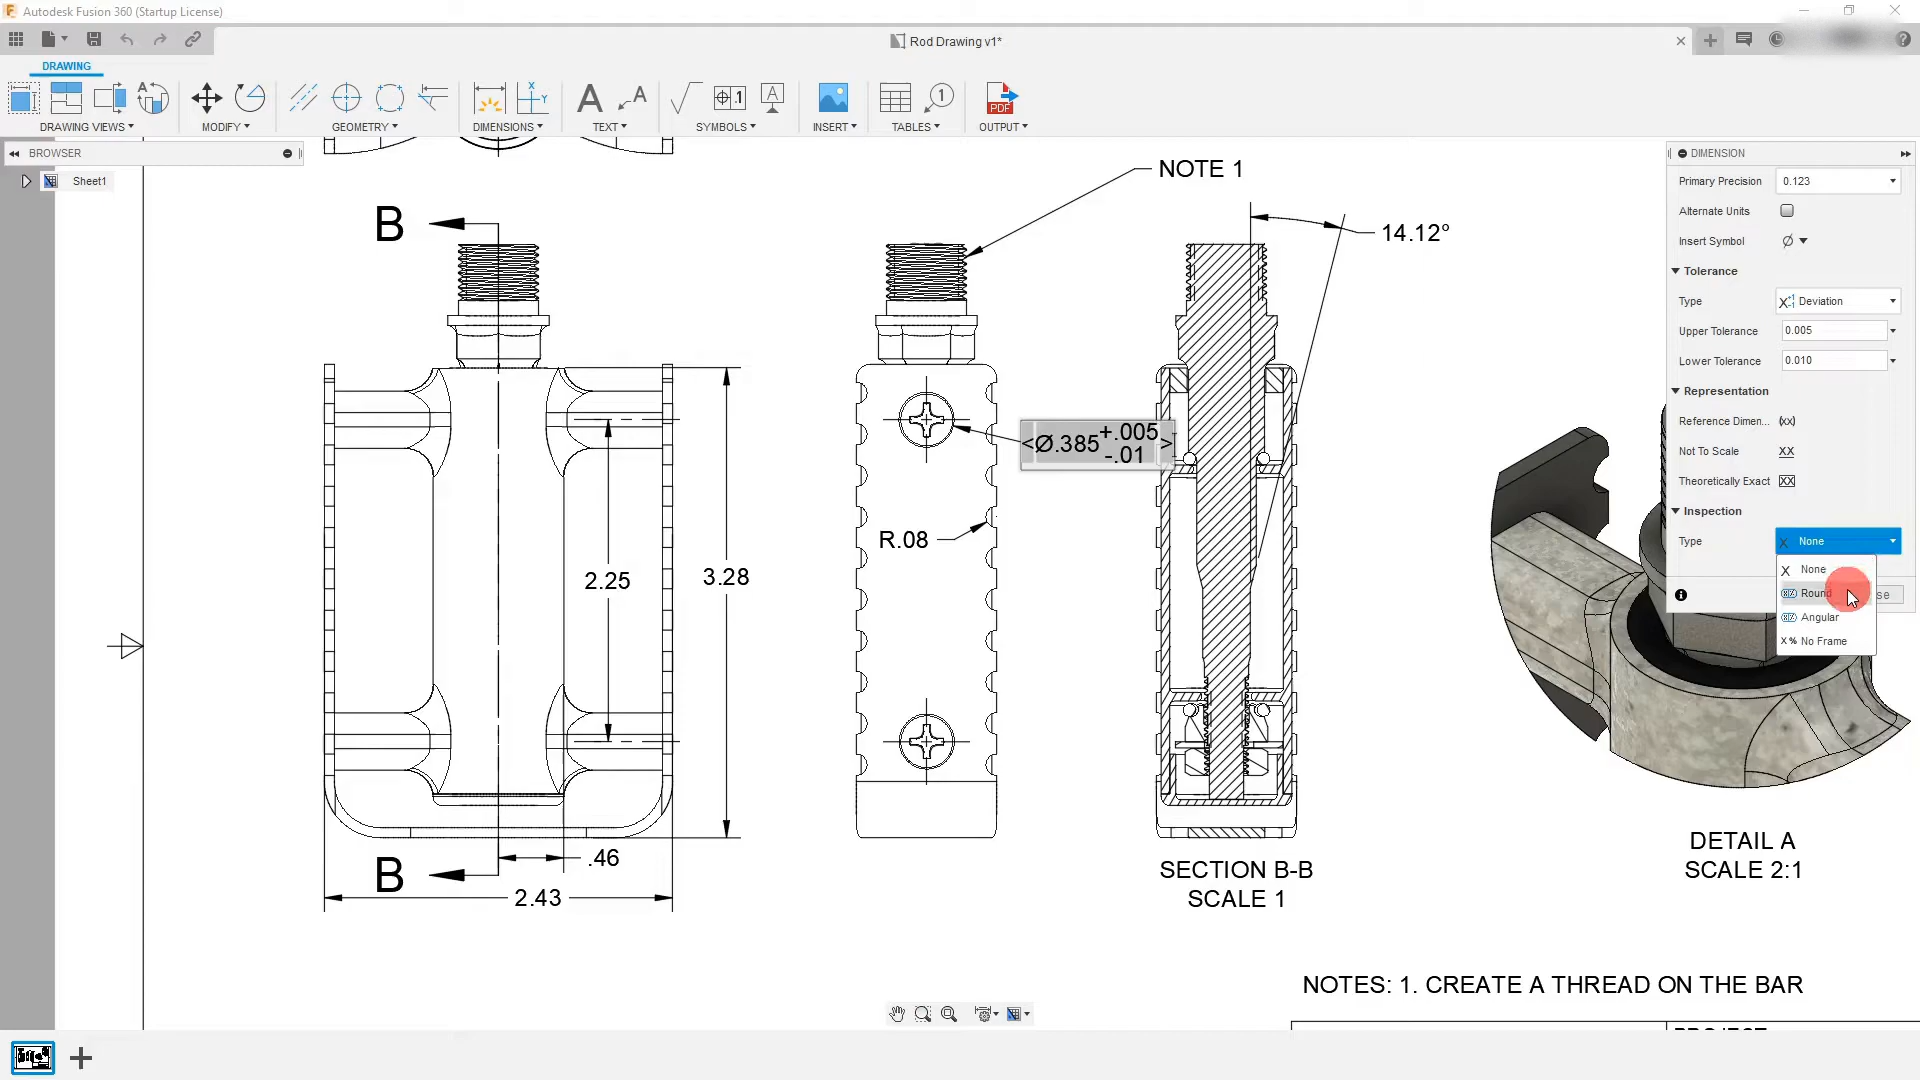 Autodesk Fusion 360 (Startup License)
Rod Drawing v1*
DRAWING
DRAWING VIEWS
MODIFY
GEOMETRY
DIMENSIONS
TEXT
SYMBOLS
INSERT
TABLES
OUTPUT
BROWSER
Sheet1
DIMENSION
Primary Precision 0.123
Alternate Units
Insert Symbol Ø
Tolerance
Type Deviation
Upper Tolerance 0.005
Lower Tolerance 0.010
Representation
Reference Dimen... (xx)
Not To Scale XX
Theoretically Exact XX
Inspection
Type X None
X None
Round
Angular
X% No Frame
se
NOTE 1
14.12°
B
<Ø.385 +.005 >
-.01
R.08
2.25
3.28
.46
2.43
B
SECTION B-B
SCALE 1
DETAIL A
SCALE 2:1
NOTES: 1. CREATE A THREAD ON THE BAR
PROJECT